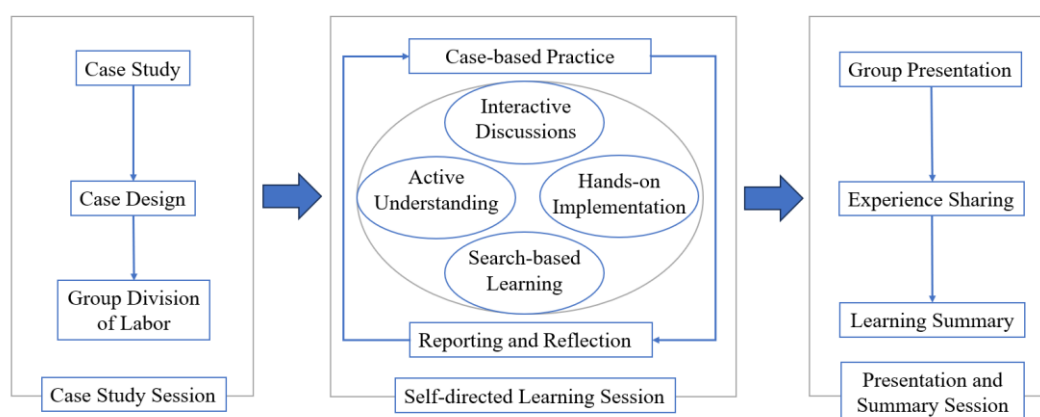 Case Study
Case Design
Group Division
of Labor
Case Study Session
Case-based Practice
Interactive
Discussions
Active
Understanding
Hands-on
Implementation
Search-based
Learning
Reporting and Reflection
Self-directed Learning Session
Group Presentation
Experience Sharing
Learning Summary
Presentation and
Summary Session